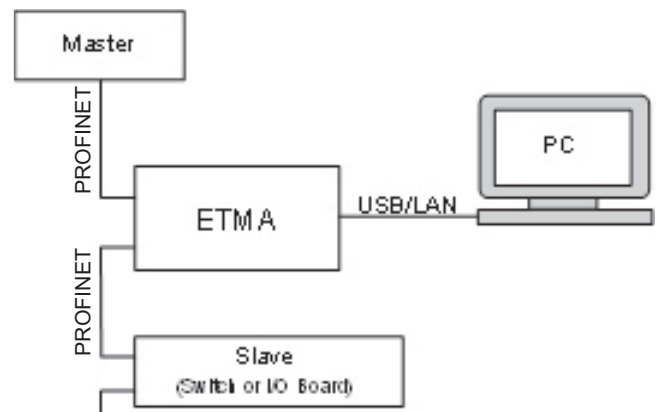 Master
PROFINET
PC
ETMA
USB/LAN
PROFINET
Slave
(Switch or I/O Board)